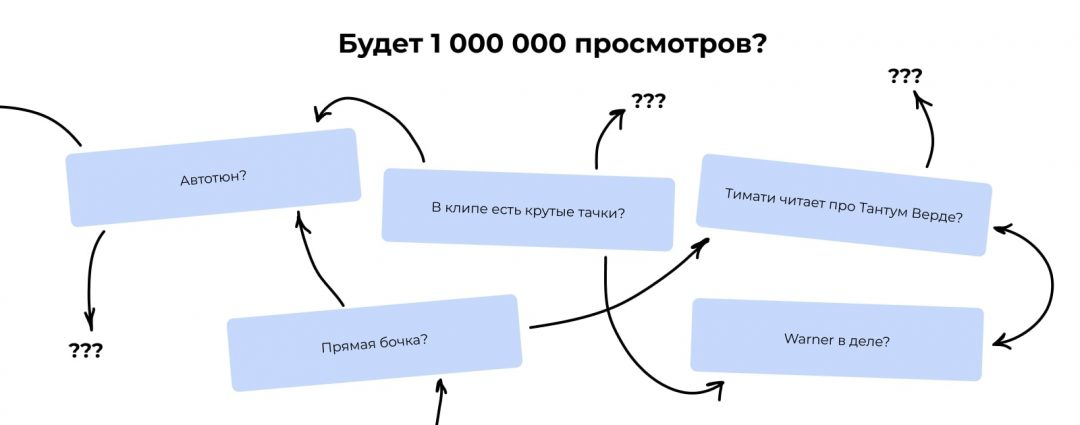 Будет 1 000 000 просмотров?
???
???
Автотюн?
В клипе есть крутые тачки?
Тимати читает про Тантум Верде?
Прямая бочка?
Warner в деле?
???